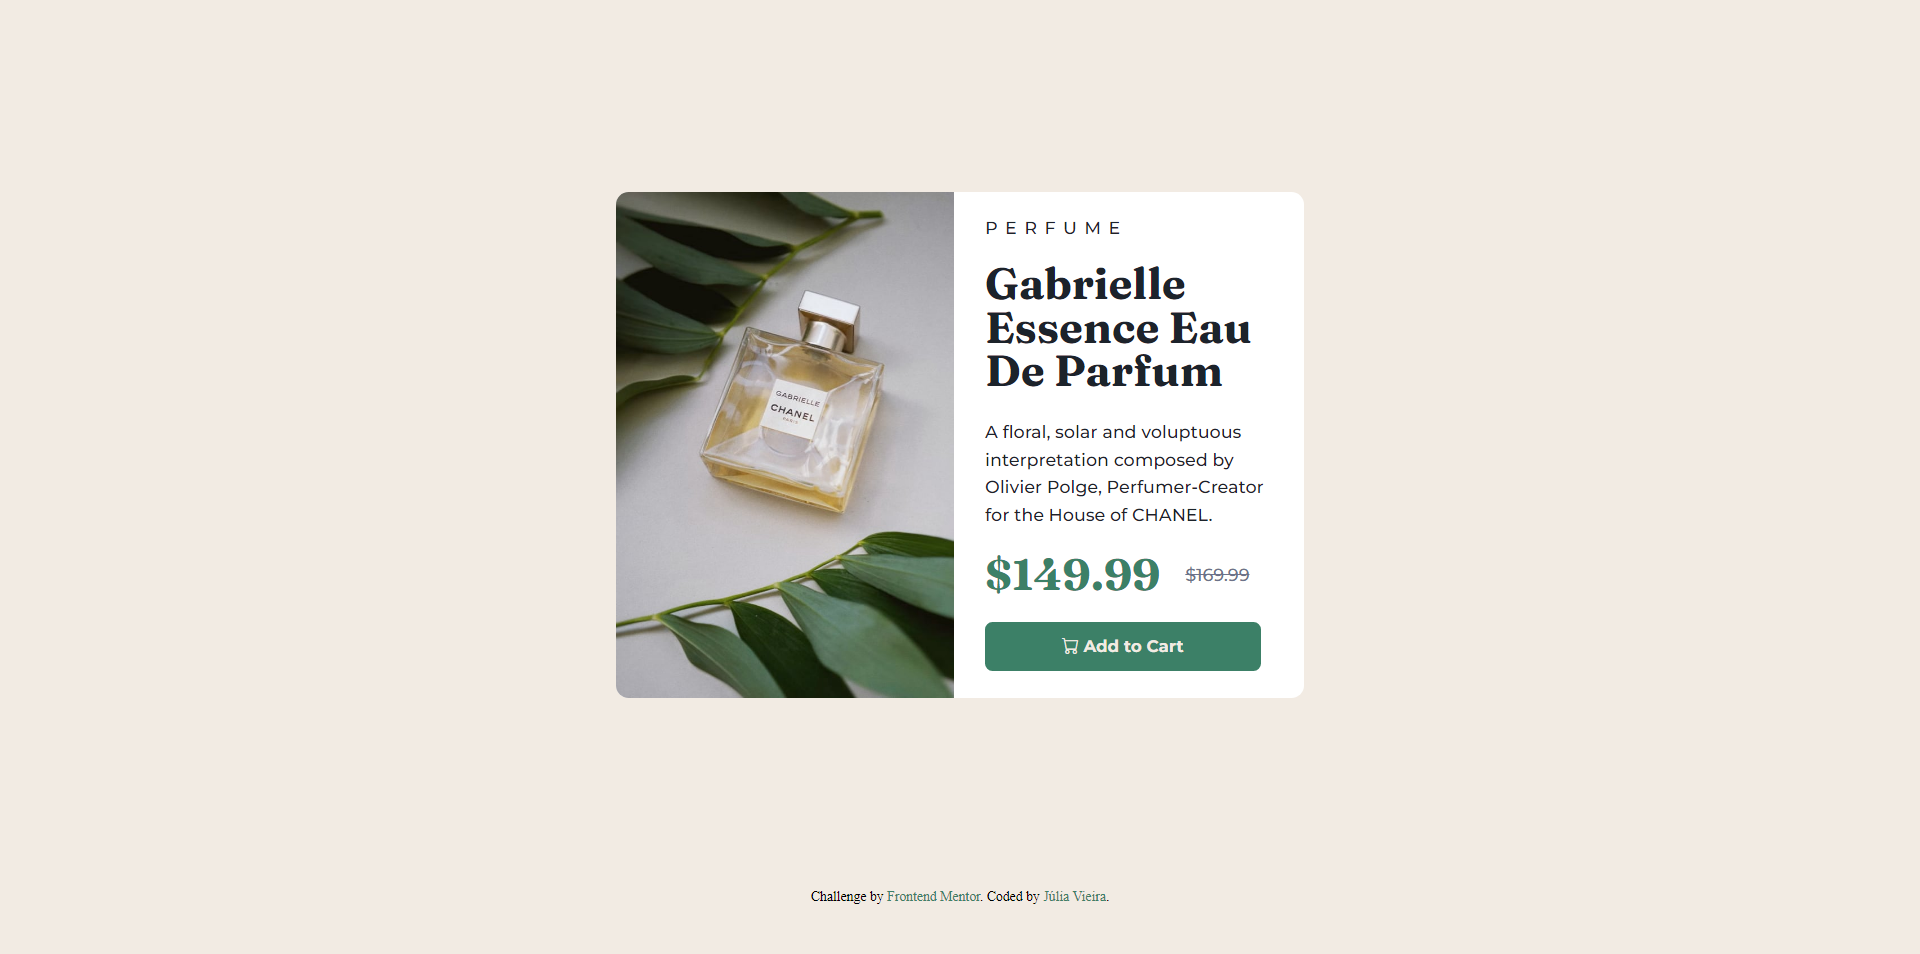 GABRIELLE
CHANEL
PARIS
PERFUME
Gabrielle
Essence Eau
De Parfum
A floral, solar and voluptuous
interpretation composed by
Olivier Polge, Perfumer-Creator
for the House of CHANEL.
$149.99 $169.99
Add to Cart
Challenge by Frontend Mentor. Coded by Júlia Vieira.